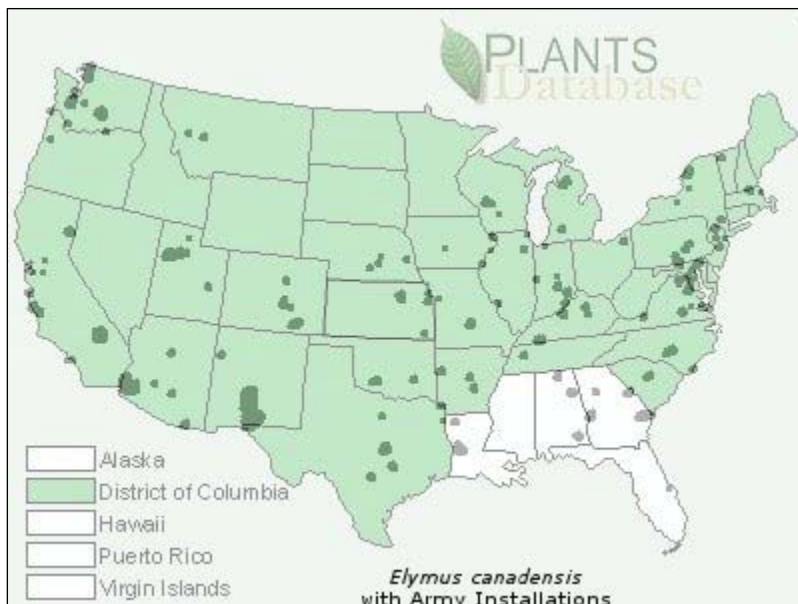 PLANTS
Database
Alaska
District of Columbia
Hawaii
Puerto Rico
Virgin Islands
Elymus canadensis
with Army Installations